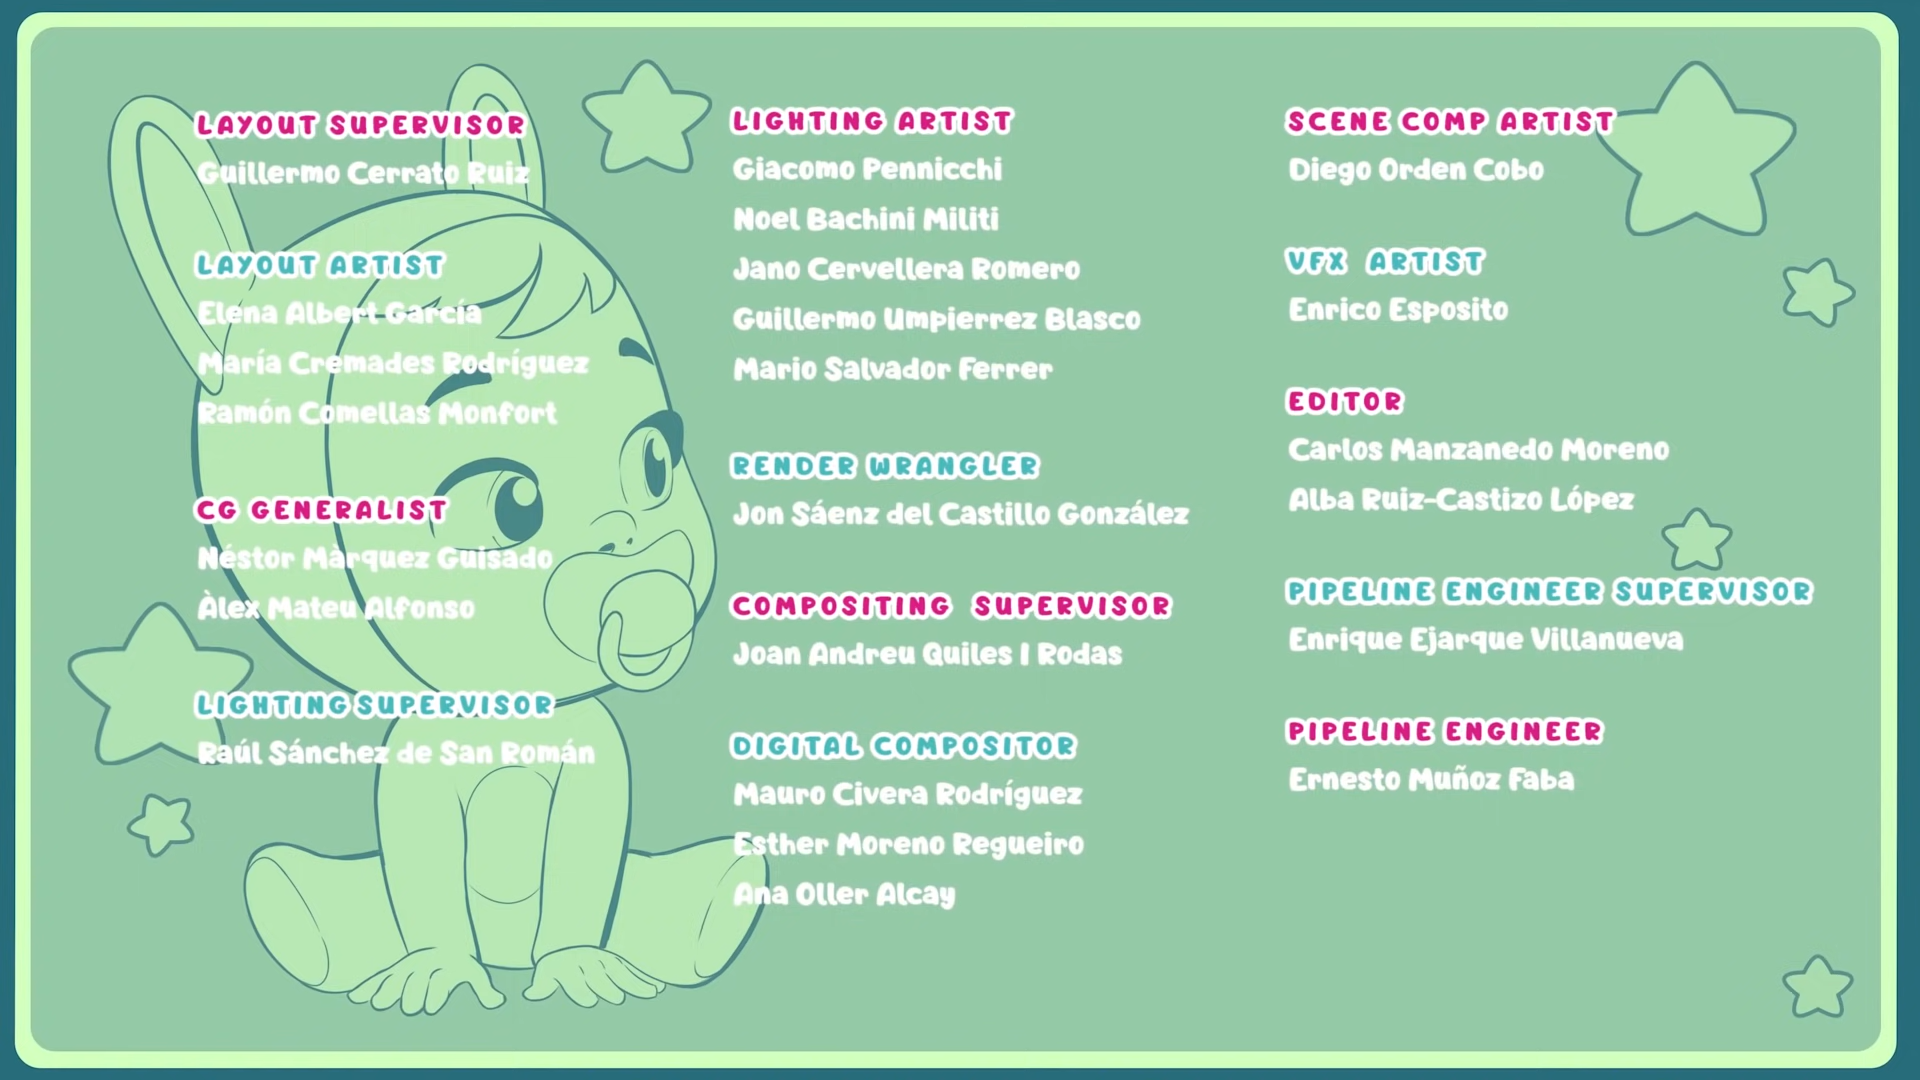 LAYOUT SUPERVISOR
Guillermo Cerrato Ruiz
LAYOUT ARTIST
Elena Albert García
María Cremades Rodríguez
Ramón Comellas Monfort
CG GENERALIST
Néstor Màrquez Guisado
Àlex Mateu Alfonso
LIGHTING SUPERVISOR
Raúl Sánchez de San Román
LIGHTING ARTIST
Giacomo Pennicchi
Noel Bachini Militi
Jano Cervellera Romero
Guillermo Umpierrez Blasco
Mario Salvador Ferrer
RENDER WRANGLER
Jon Sáenz del Castillo González
COMPOSITING SUPERVISOR
Joan Andreu Quiles I Rodas
DIGITAL COMPOSITOR
Mauro Civera Rodríguez
Esther Moreno Regueiro
Ana Oller Alcay
SCENE COMP ARTIST
Diego Orden Cobo
VFX ARTIST
Enrico Esposito
EDITOR
Carlos Manzanedo Moreno
Alba Ruiz-Castizo López
PIPELINE ENGINEER SUPERVISOR
Enrique Ejarque Villanueva
PIPELINE ENGINEER
Ernesto Muñoz Faba